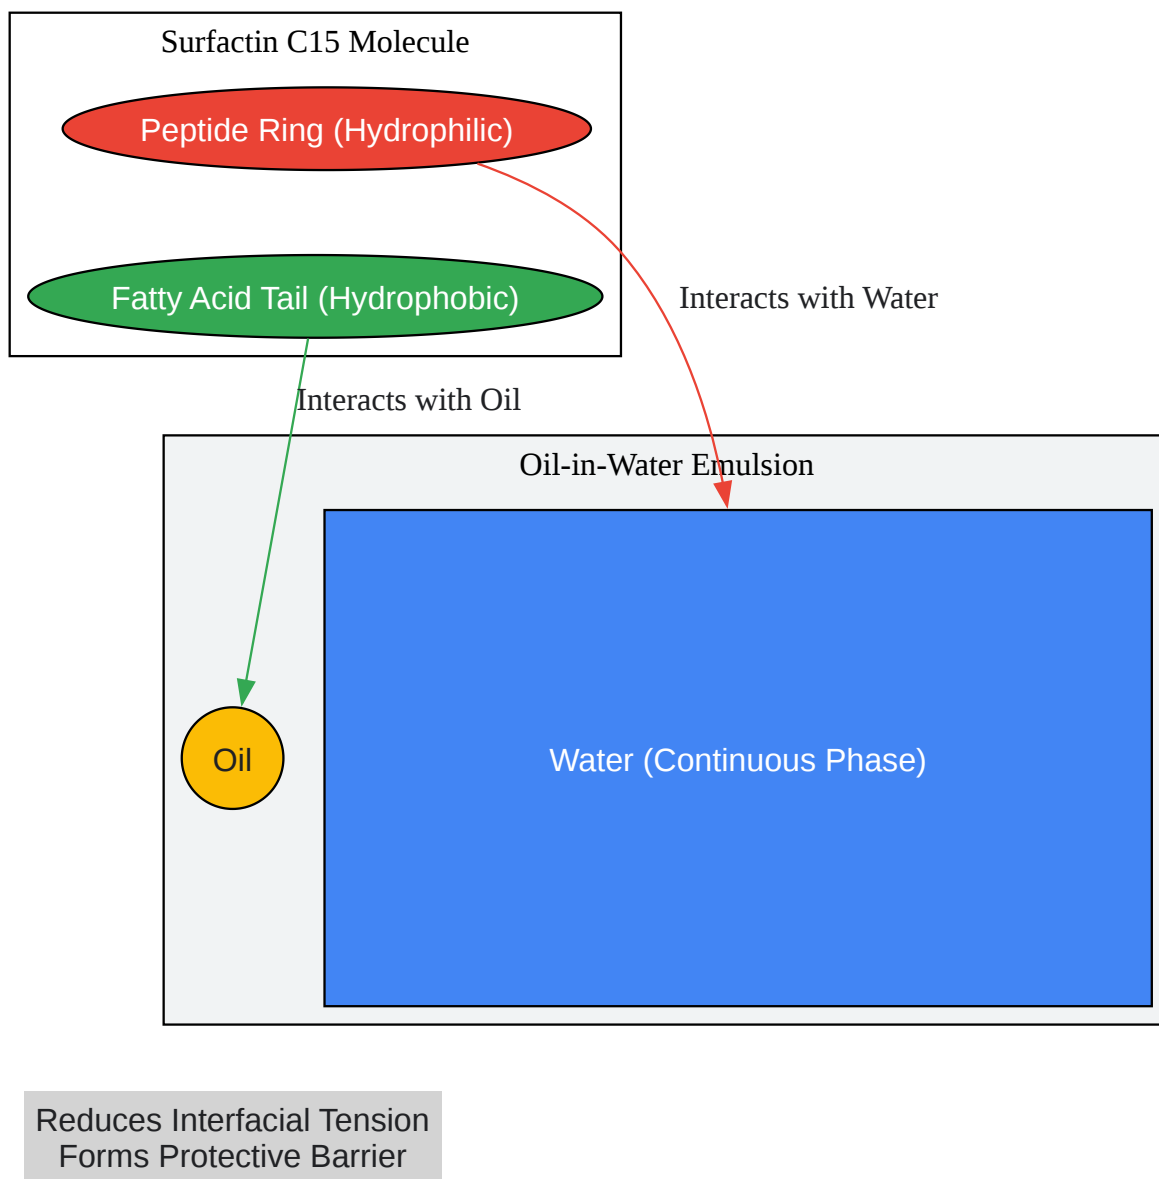 Surfactin C15 Molecule
Peptide Ring (Hydrophilic)
Fatty Acid Tail (Hydrophobic)
Interacts with Water
Interacts with Oil
Oil-in-Water Emulsion
Oil
Water (Continuous Phase)
Reduces Interfacial Tension
Forms Protective Barrier